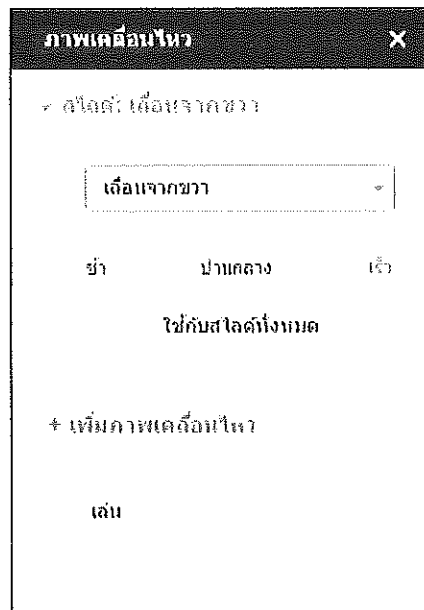 ภาพเคลื่อนไหว
สไลด์: เลื่อนจากขวา
เลื่อนจากขวา
ช้า ปานกลาง เร็ว
ใช้กับสไลด์ทั้งหมด
+ เพิ่มภาพเคลื่อนไหว
เล่น